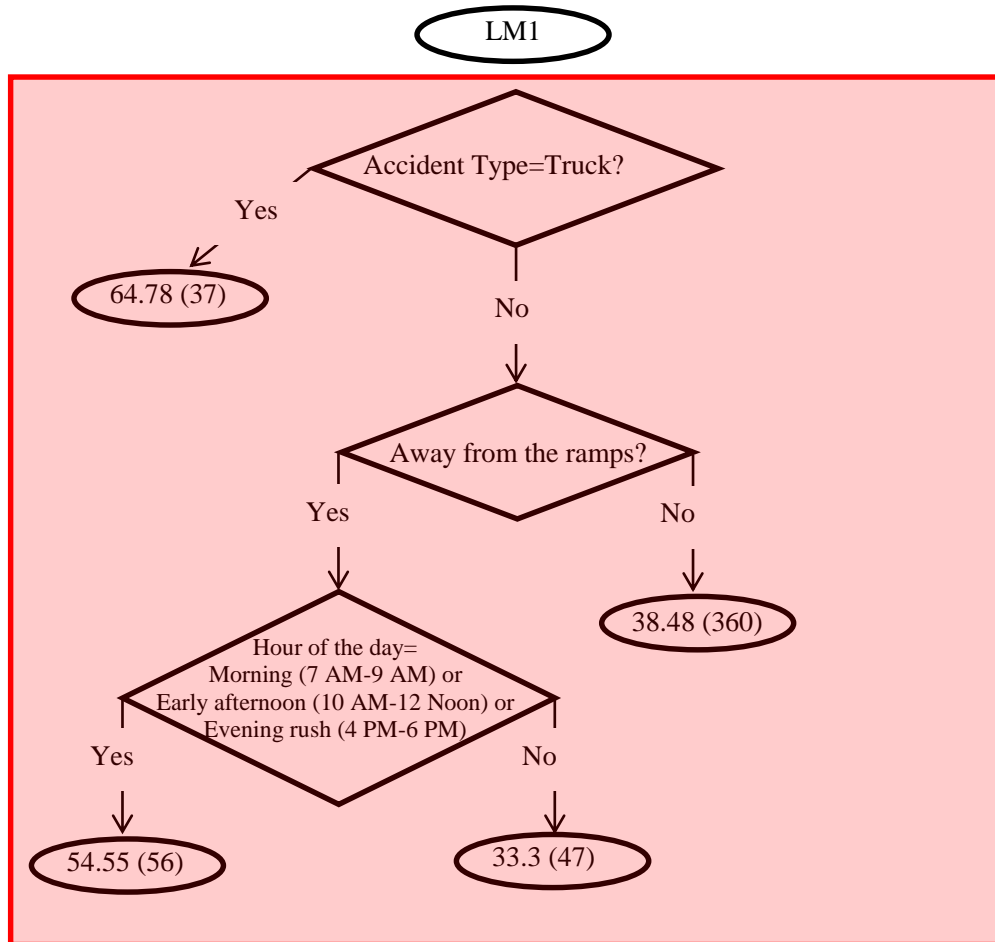 LM1
Accident Type=Truck?
Yes
64.78 (37)
No
Away from the ramps?
Yes
No
38.48 (360)
Hour of the day=
Morning (7 AM-9 AM) or
Early afternoon (10 AM-12 Noon) or
Evening rush (4 PM-6 PM)
Yes
No
54.55 (56)
33.3 (47)